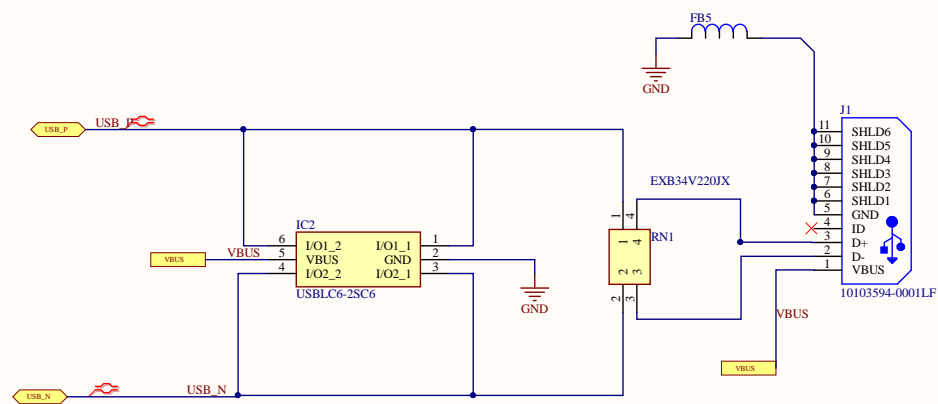 FB5
GND
J1
USB_P
USB_P
11 SHLD6
10 SHLD5
9 SHLD4
8 SHLD3
7 SHLD2
6 SHLD1
5 GND
4 ID
3 D+
2 D-
1 VBUS
10103594-0001LF
EXB34V220JX
1 4
1 4
RN1
2 3
2 3
IC2
6 I/O1_2 I/O1_1 1
VBUS
VBUS
5 VBUS GND 2
4 I/O2_2 I/O2_1 3
USBLC6-2SC6
GND
VBUS
VBUS
USB_N
USB_N